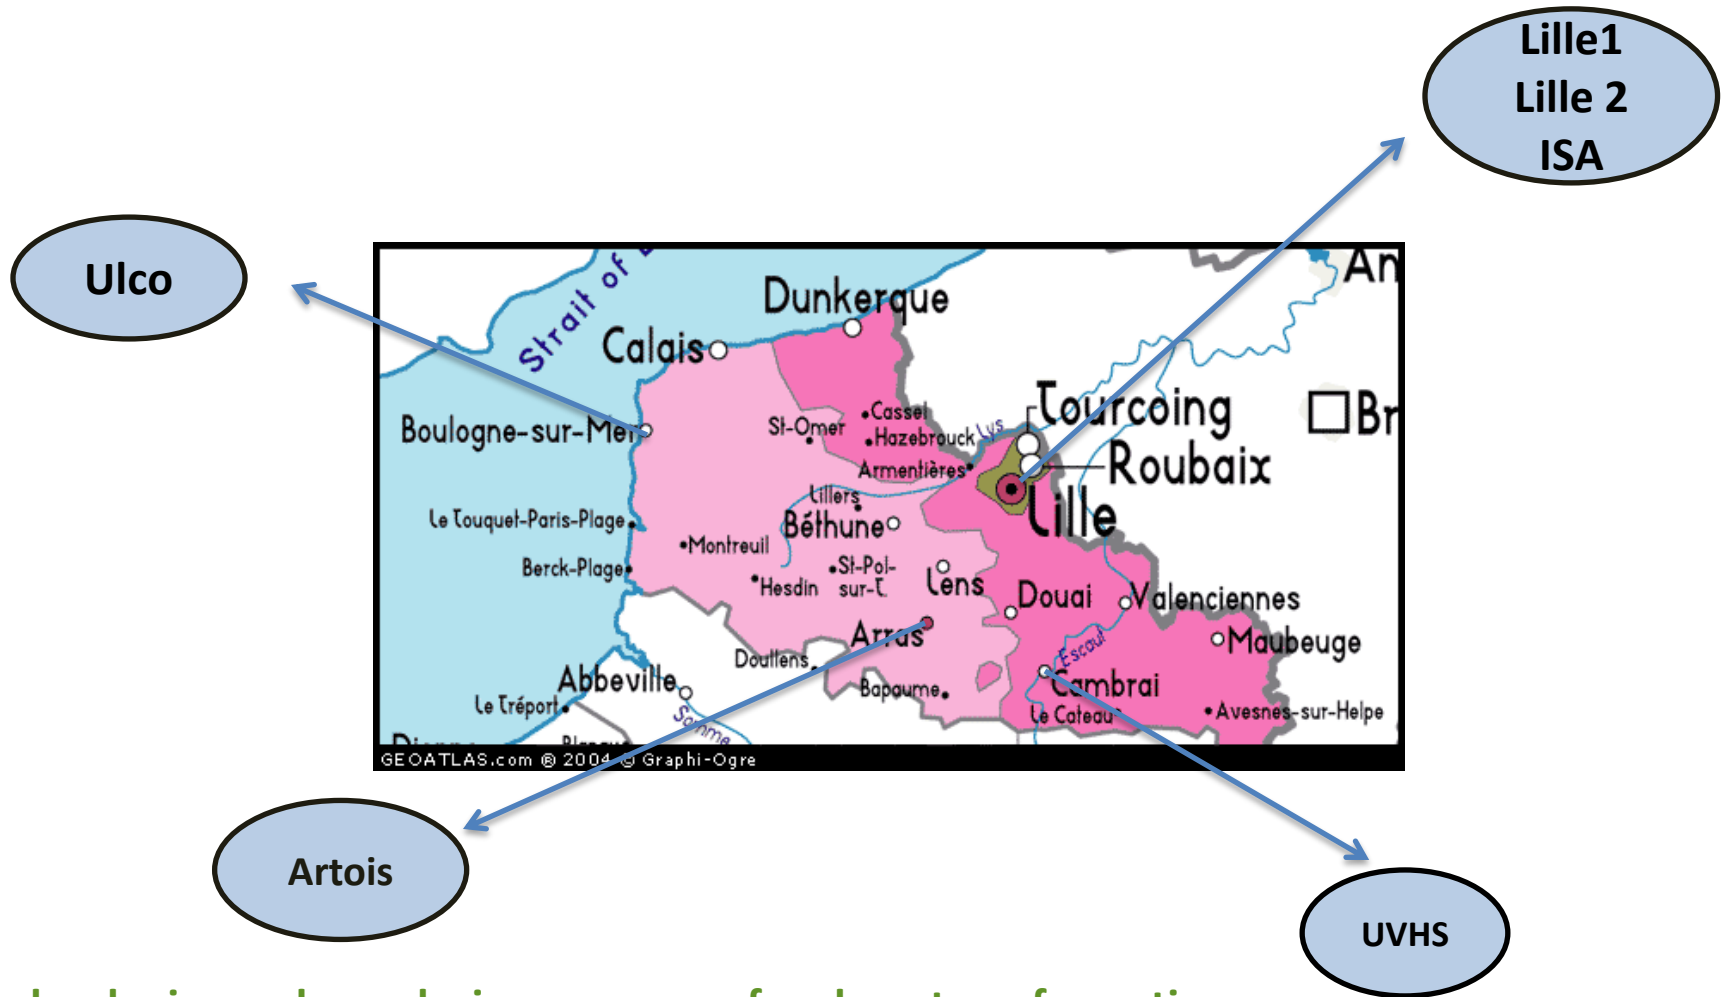 Lille1
Lille 2
ISA
Ulco
Strait of
An
Dunkerque
Calais
Tourcoing
Br
Cassel
St-Omer
Hazebrouck
Lys
Boulogne-sur-Mer
Roubaix
Armentières
Lillers
Lille
Le Touquet-Paris-Plage
Béthune
Montreuil
Berck-Plage
St-Pol-
sur-T.
Hesdin
Lens
Douai
Valenciennes
Arras
Escaut
Maubeuge
Doullens
Abbeville
Bapaume
Cambrai
Le Tréport
Somme
Le Cateau
Avesnes-sur-Helpe
GEOATLAS.com ® 2004 © Graphi-Ogre
Artois
UVHS